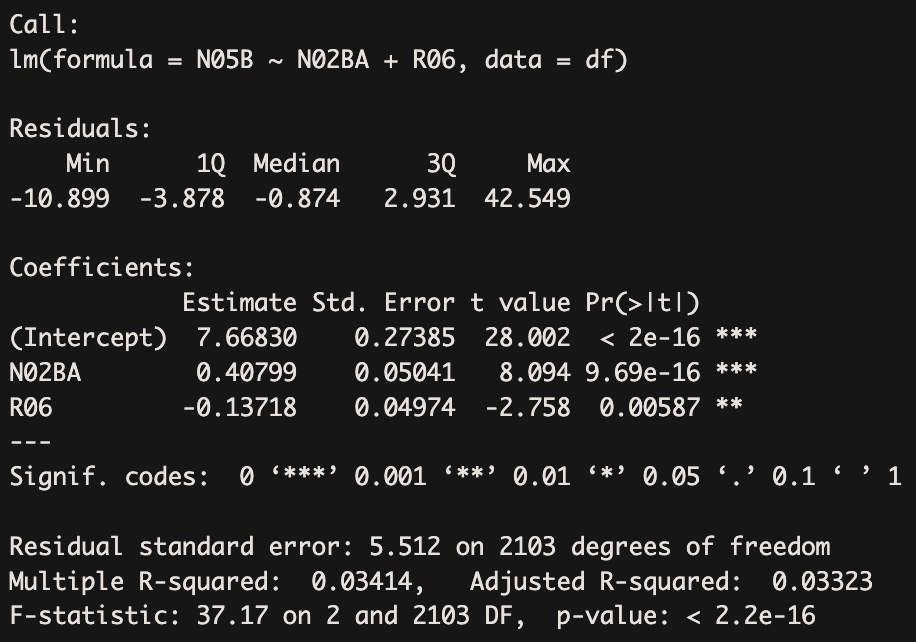 Call:
lm(formula = N05B ~ N02BA + R06, data = df)
Residuals:
    Min      1Q  Median      3Q     Max
-10.899  -3.878  -0.874   2.931  42.549
Coefficients:
            Estimate Std. Error t value Pr(>|t|)
(Intercept)  7.66830    0.27385  28.002  < 2e-16 ***
N02BA        0.40799    0.05041   8.094 9.69e-16 ***
R06         -0.13718    0.04974  -2.758  0.00587 **
---
Signif. codes:  0 ‘***’ 0.001 ‘**’ 0.01 ‘*’ 0.05 ‘.’ 0.1 ‘ ’ 1
Residual standard error: 5.512 on 2103 degrees of freedom
Multiple R-squared:  0.03414,	Adjusted R-squared:  0.03323
F-statistic: 37.17 on 2 and 2103 DF,  p-value: < 2.2e-16